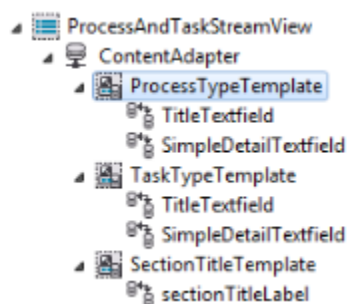 ProcessAndTaskStreamView
ContentAdapter
ProcessTypeTemplate
TitleTextfield
SimpleDetailTextfield
TaskTypeTemplate
TitleTextfield
SimpleDetailTextfield
SectionTitleTemplate
sectionTitleLabel